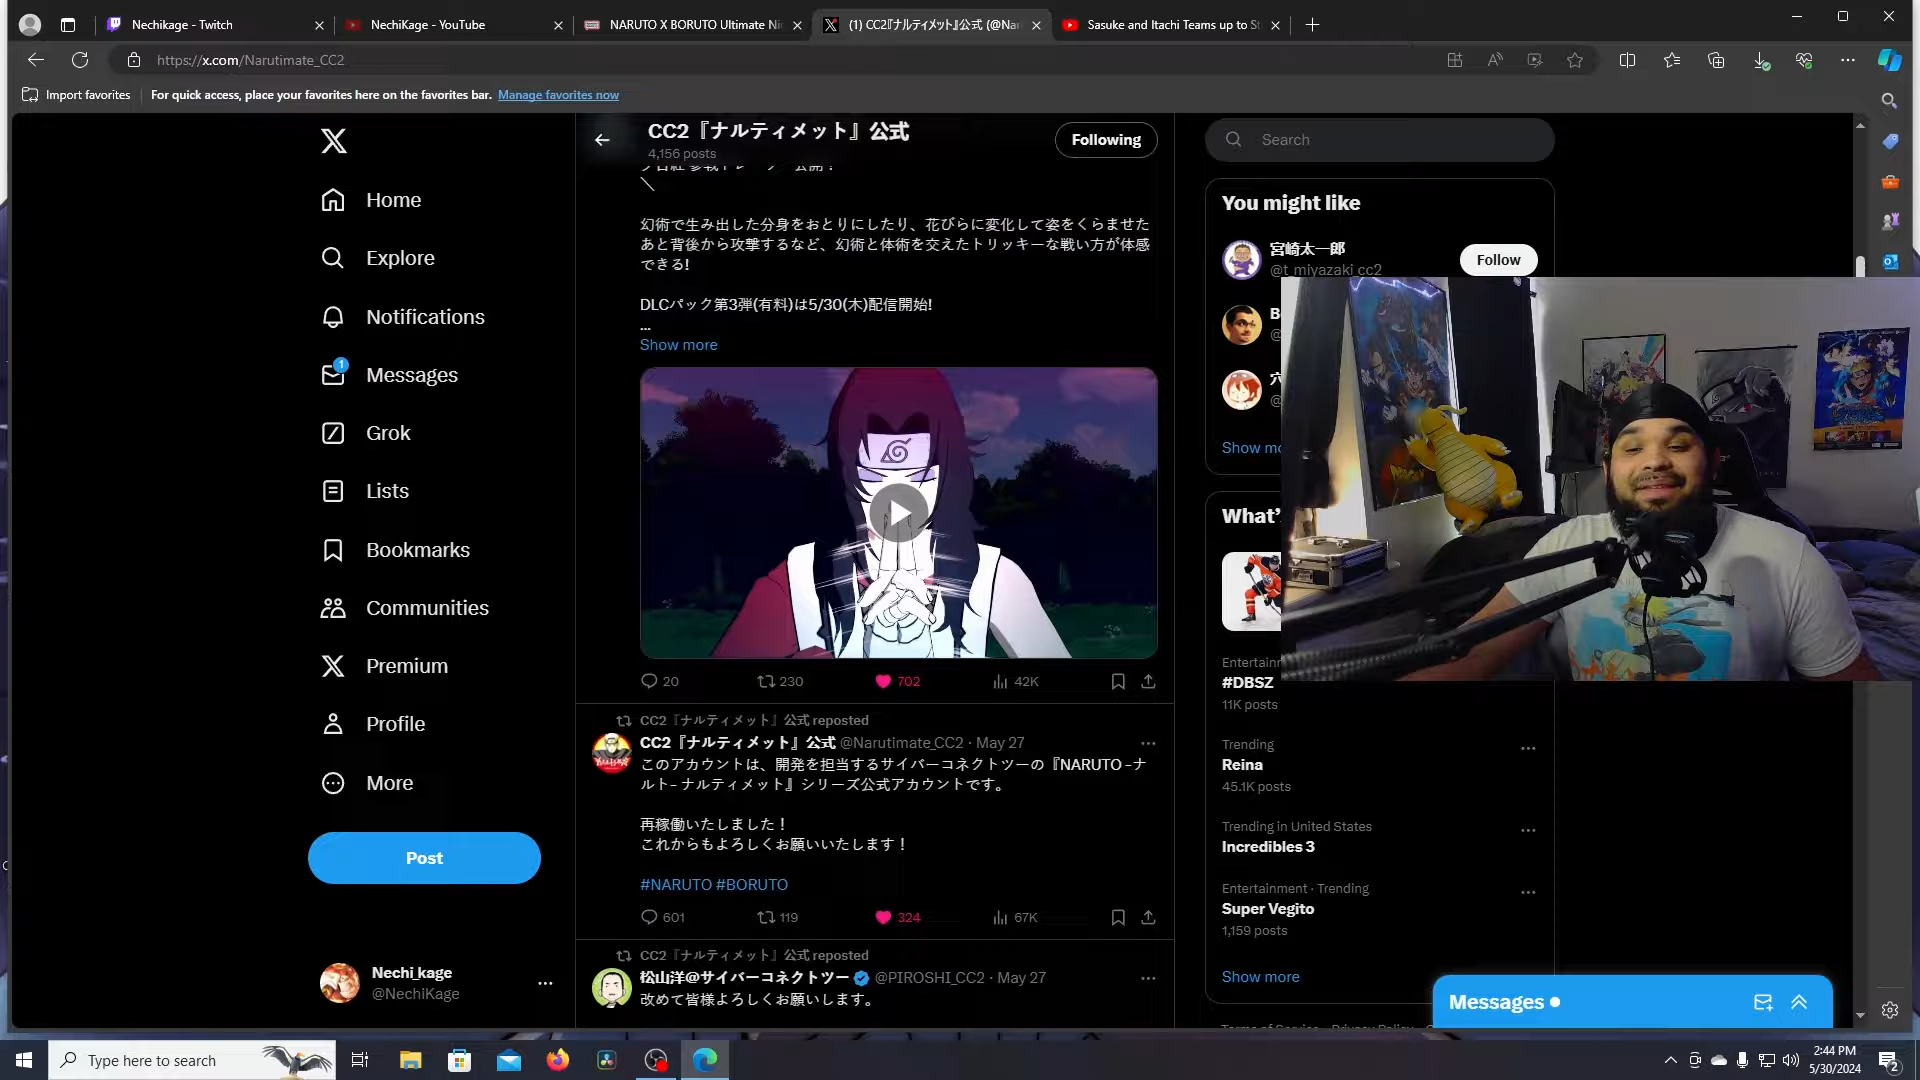 Nechikage - Twitch
NechiKage - YouTube
NARUTO X BORUTO Ultimate Ni
(1) CC2『ナルティメット』公式 (@Na
Sasuke and Itachi Teams up to St
https://x.com/Narutimate_CC2
Import favorites
For quick access, place your favorites here on the favorites bar. Manage favorites now
CC2『ナルティメット』公式
4,156 posts
Following
Search
Home
Explore
Notifications
1
Messages
Grok
Lists
Bookmarks
Communities
Premium
Profile
More
Post
Nechi_kage
@NechiKage
＼
幻術で生み出した分身をおとりにしたり、花びらに変化して姿をくらませた
あと背後から攻撃するなど、幻術と体術を交えたトリッキーな戦い方が体感
できる!
DLCパック第3弾(有料)は5/30(木)配信開始!
...
Show more
20
230
702
42K
CC2『ナルティメット』公式 reposted
CC2『ナルティメット』公式 @Narutimate_CC2 · May 27
このアカウントは、開発を担当するサイバーコネクトツーの『NARUTO -ナ
ルト- ナルティメット』シリーズ公式アカウントです。
再稼働いたしました！
これからもよろしくお願いいたします！
#NARUTO #BORUTO
601
119
324
67K
CC2『ナルティメット』公式 reposted
松山洋@サイバーコネクトツー @PIROSHI_CC2 · May 27
改めて皆様よろしくお願いします。
You might like
宮崎太一郎
@t_miyazaki_cc2
Follow
B
@
穴
@
Show mo
What's
Entertainm
#DBSZ
11K posts
Trending
Reina
45.1K posts
Trending in United States
Incredibles 3
Entertainment · Trending
Super Vegito
1,159 posts
Show more
Messages
Type here to search
2:44 PM
5/30/2024
2